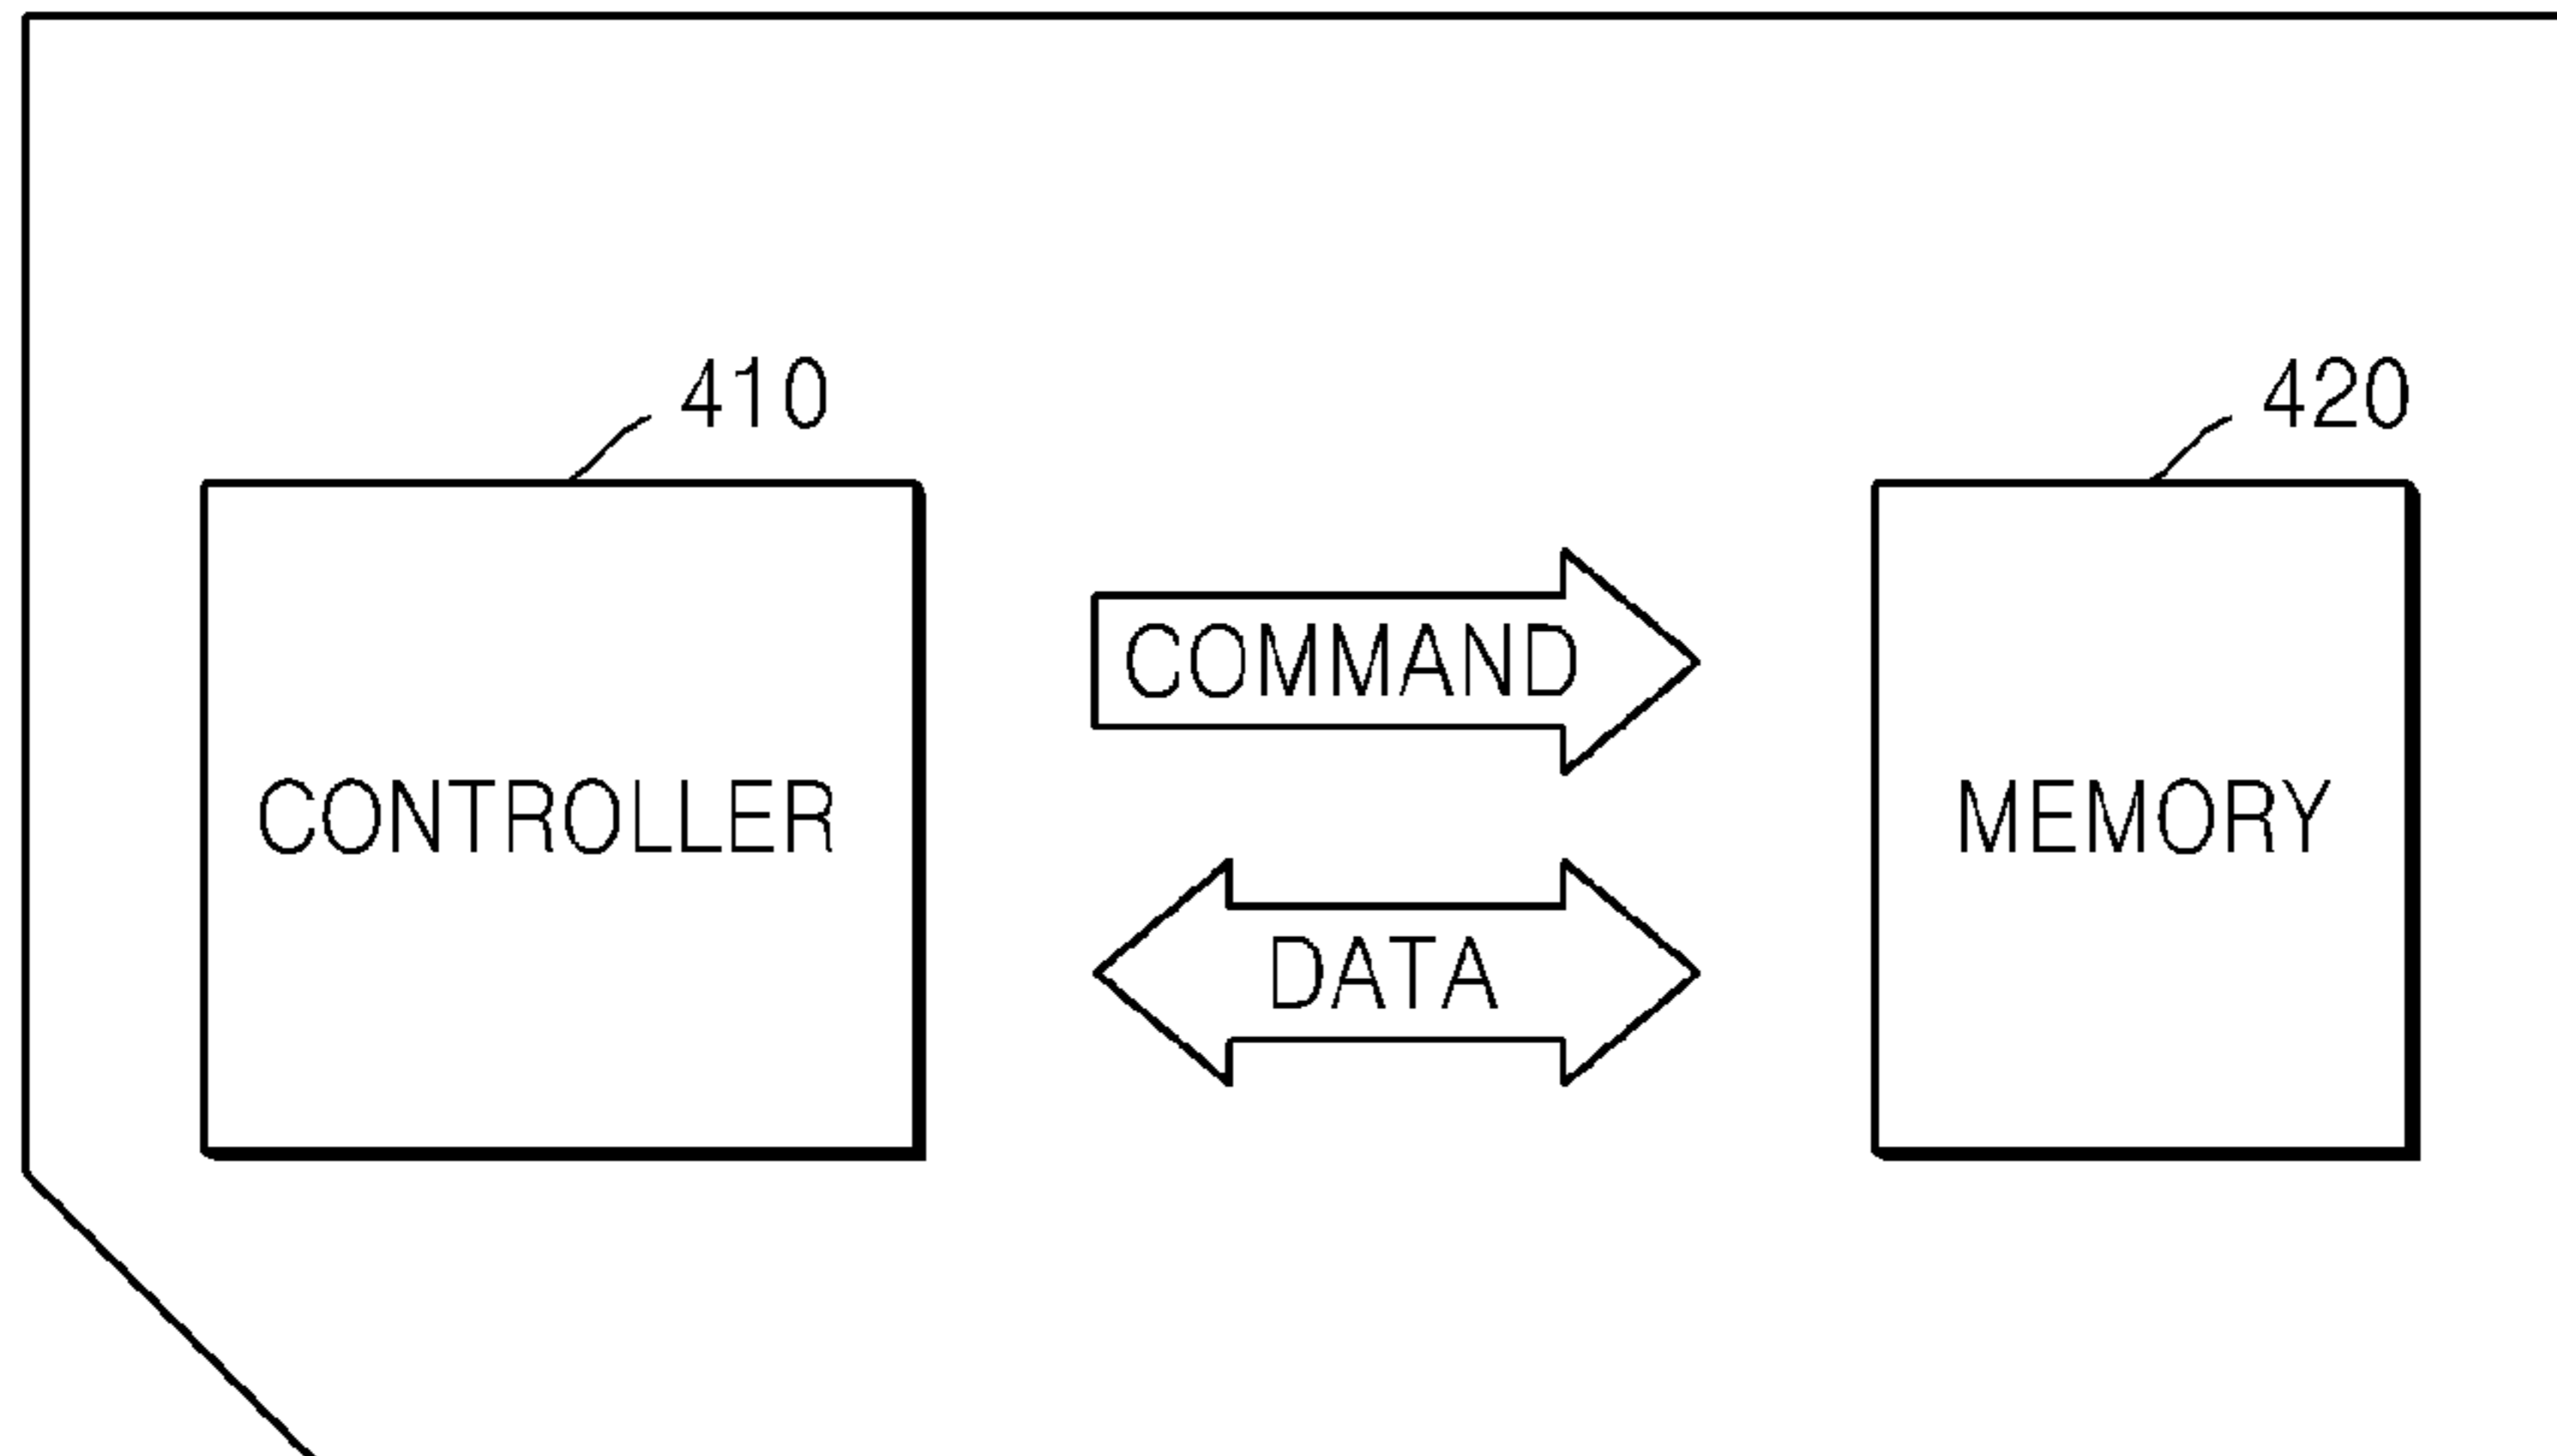 410
420
COMMAND
CONTROLLER
MEMORY
DATA